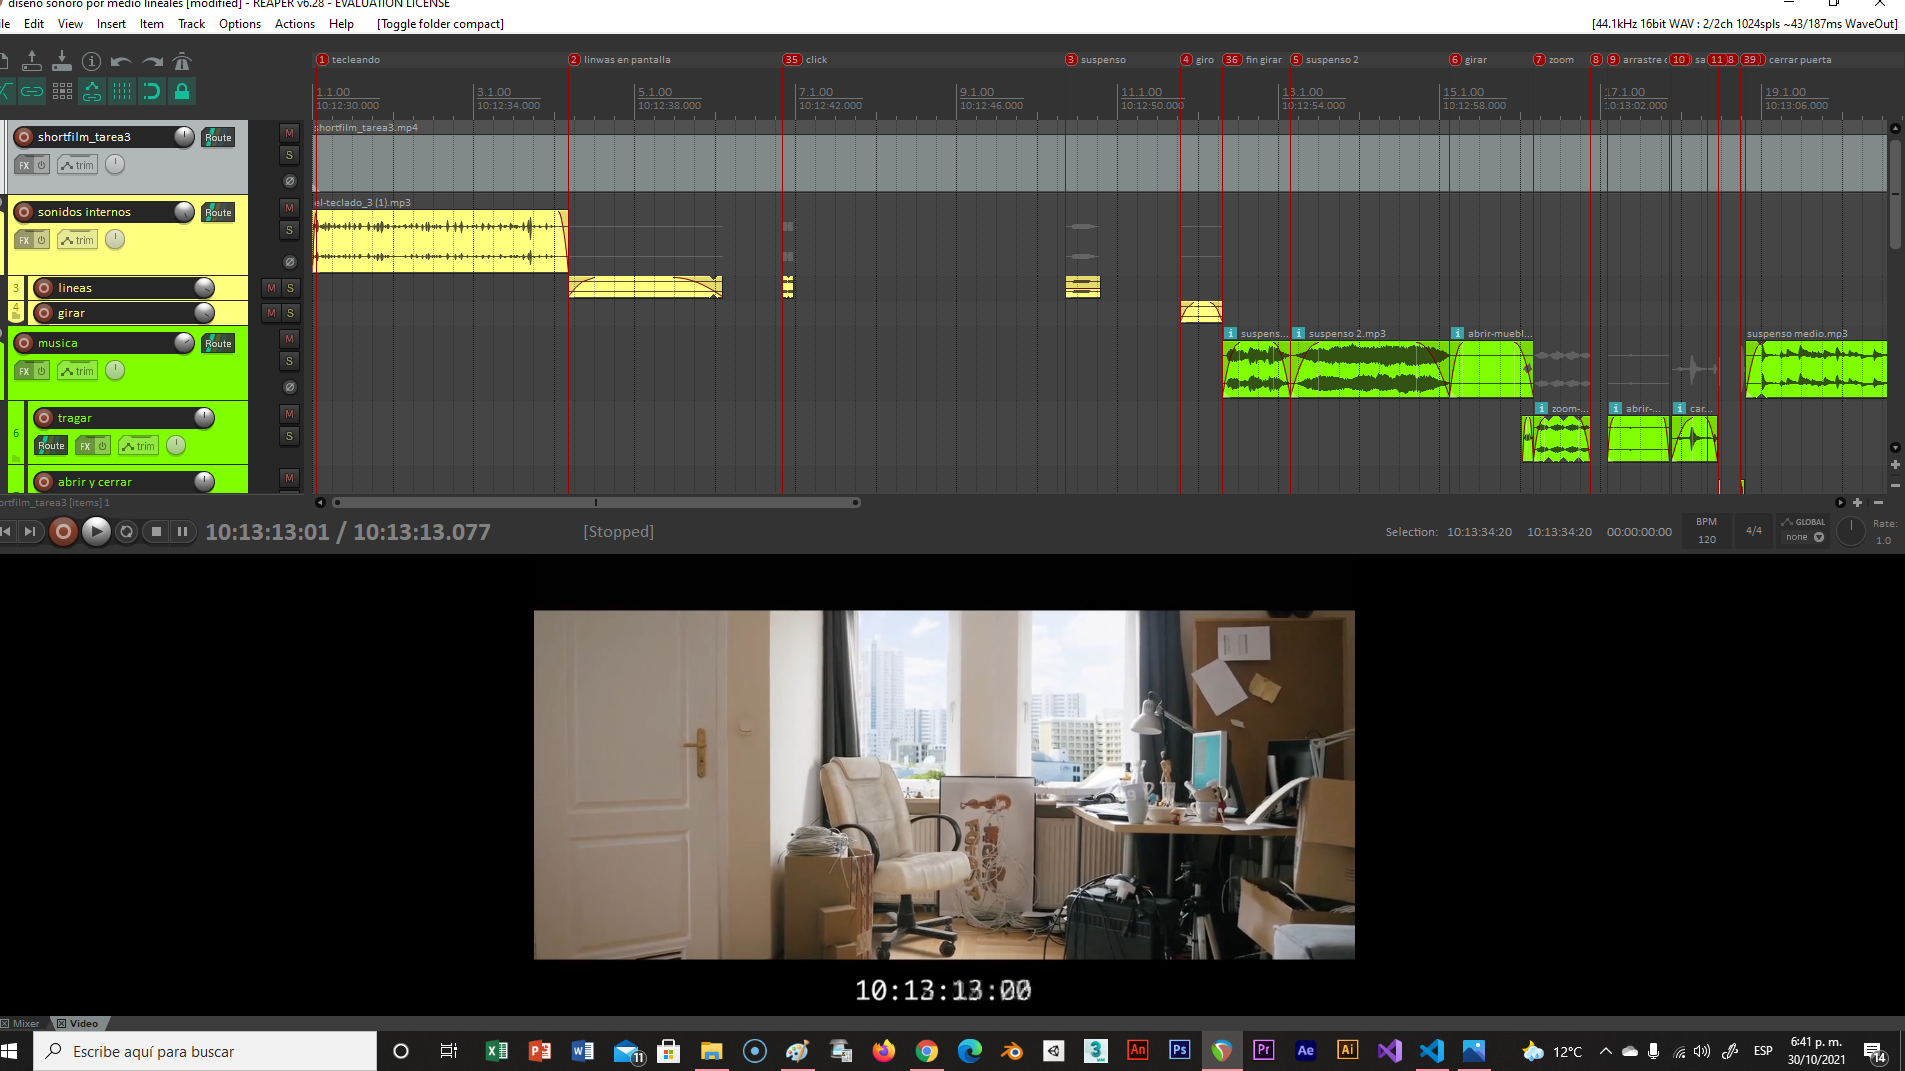 diseño sonoro por medio lineales [modified] - REAPER v6.28 - EVALUATION LICENSE
Edit View Insert Item Track Options Actions Help [Toggle folder compact]
[44.1kHz 16bit WAV : 2/2ch 1024spls ~43/187ms WaveOut]
1 tecleando
2 linwas en pantalla
35 click
3 suspenso
4 giro
36 fin girar
5 suspenso 2
6 girar
7 zoom
8
9 arrastre
10 sa
11
39 cerrar puerta
1.1.00 3.1.00 5.1.00 7.1.00 9.1.00 11.1.00 13.1.00 15.1.00 17.1.00 19.1.00
10:12:30.000 10:12:34.000 10:12:38.000 10:12:42.000 10:12:46.000 10:12:50.000 10:12:54.000 10:12:58.000 10:13:02.000 10:13:06.000
shortfilm_tarea3 Route M
shortfilm_tarea3.mp4
FX trim S
sonidos internos Route M
el-teclado_3 (1).mp3
FX trim S
3 lineas M S
4 girar M S
musica Route M
suspens... suspenso 2.mp3 abrir-muebl... suspenso medio.mp3
FX trim S
tragar M
zoom-... abrir-... car...
6 Route FX trim S
abrir y cerrar M
ortfilm_tarea3 [items] 1
10:13:13:01 / 10:13:13.077
[Stopped]
Selection: 10:13:34:20 10:13:34:20 00:00:00:00
BPM
120
4/4
GLOBAL
none
Rate:
1.0
10:13:13:00
Mixer Video
Escribe aquí para buscar
11
An Ps Pr Ae Ai
12°C
ESP
6:41 p. m.
30/10/2021
14